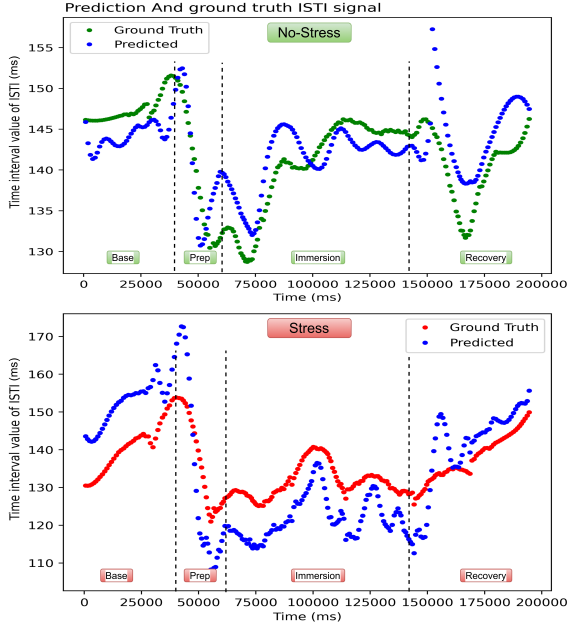 Prediction And ground truth ISTI signal
Ground Truth
Predicted
No-Stress
155
150
145
140
135
130
Time interval value of ISTI (ms)
Base
Prep
Immersion
Recovery
0
25000
50000
75000
100000
125000
150000
175000
200000
Time (ms)
Stress
Ground Truth
Predicted
170
160
150
140
130
120
110
Time interval value of ISTI (ms)
Base
Prep
Immersion
Recovery
0
25000
50000
75000
100000
125000
150000
175000
200000
Time (ms)